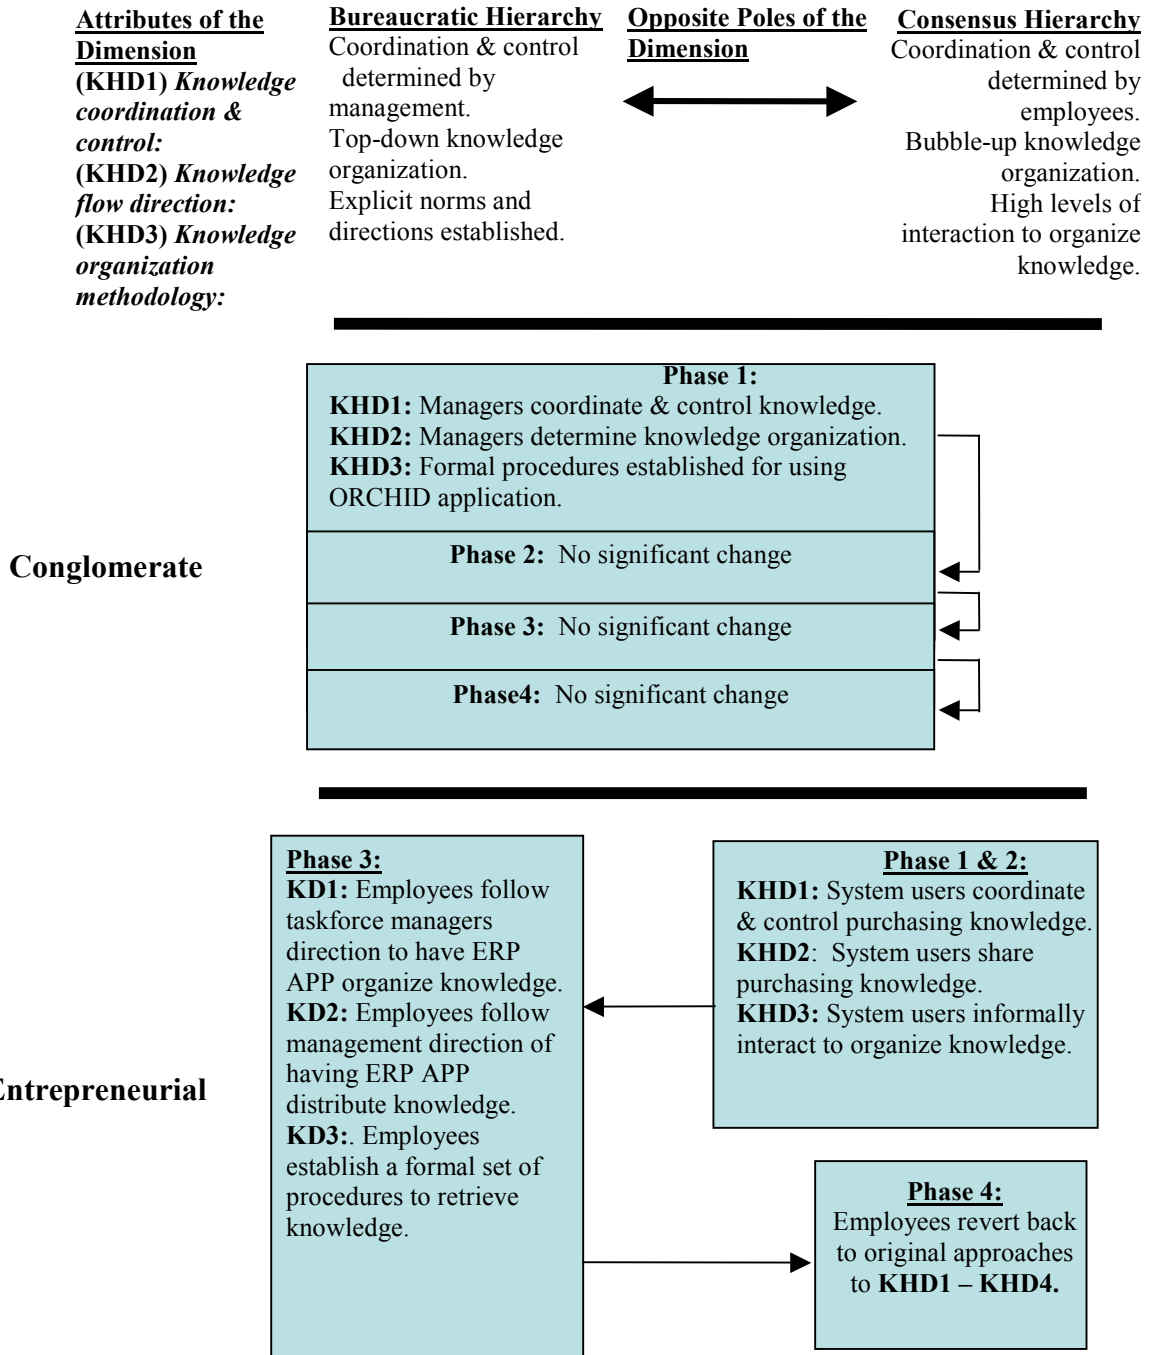 Attributes of the
Dimension
(KHD1) Knowledge
coordination &
control:
(KHD2) Knowledge
flow direction:
(KHD3) Knowledge
organization
methodology:
Bureaucratic Hierarchy
Coordination & control
determined by
management.
Top-down knowledge
organization.
Explicit norms and
directions established.
Opposite Poles of the
Dimension
Consensus Hierarchy
Coordination & control
determined by
employees.
Bubble-up knowledge
organization.
High levels of
interaction to organize
knowledge.
Conglomerate
Phase 1:
KHD1: Managers coordinate & control knowledge.
KHD2: Managers determine knowledge organization.
KHD3: Formal procedures established for using
ORCHID application.
Phase 2: No significant change
Phase 3: No significant change
Phase4: No significant change
Entrepreneurial
Phase 3:
KD1: Employees follow
taskforce managers
direction to have ERP
APP organize knowledge.
KD2: Employees follow
management direction of
having ERP APP
distribute knowledge.
KD3:. Employees
establish a formal set of
procedures to retrieve
knowledge.
Phase 1 & 2:
KHD1: System users coordinate
& control purchasing knowledge.
KHD2: System users share
purchasing knowledge.
KHD3: System users informally
interact to organize knowledge.
Phase 4:
Employees revert back
to original approaches
to KHD1 – KHD4.